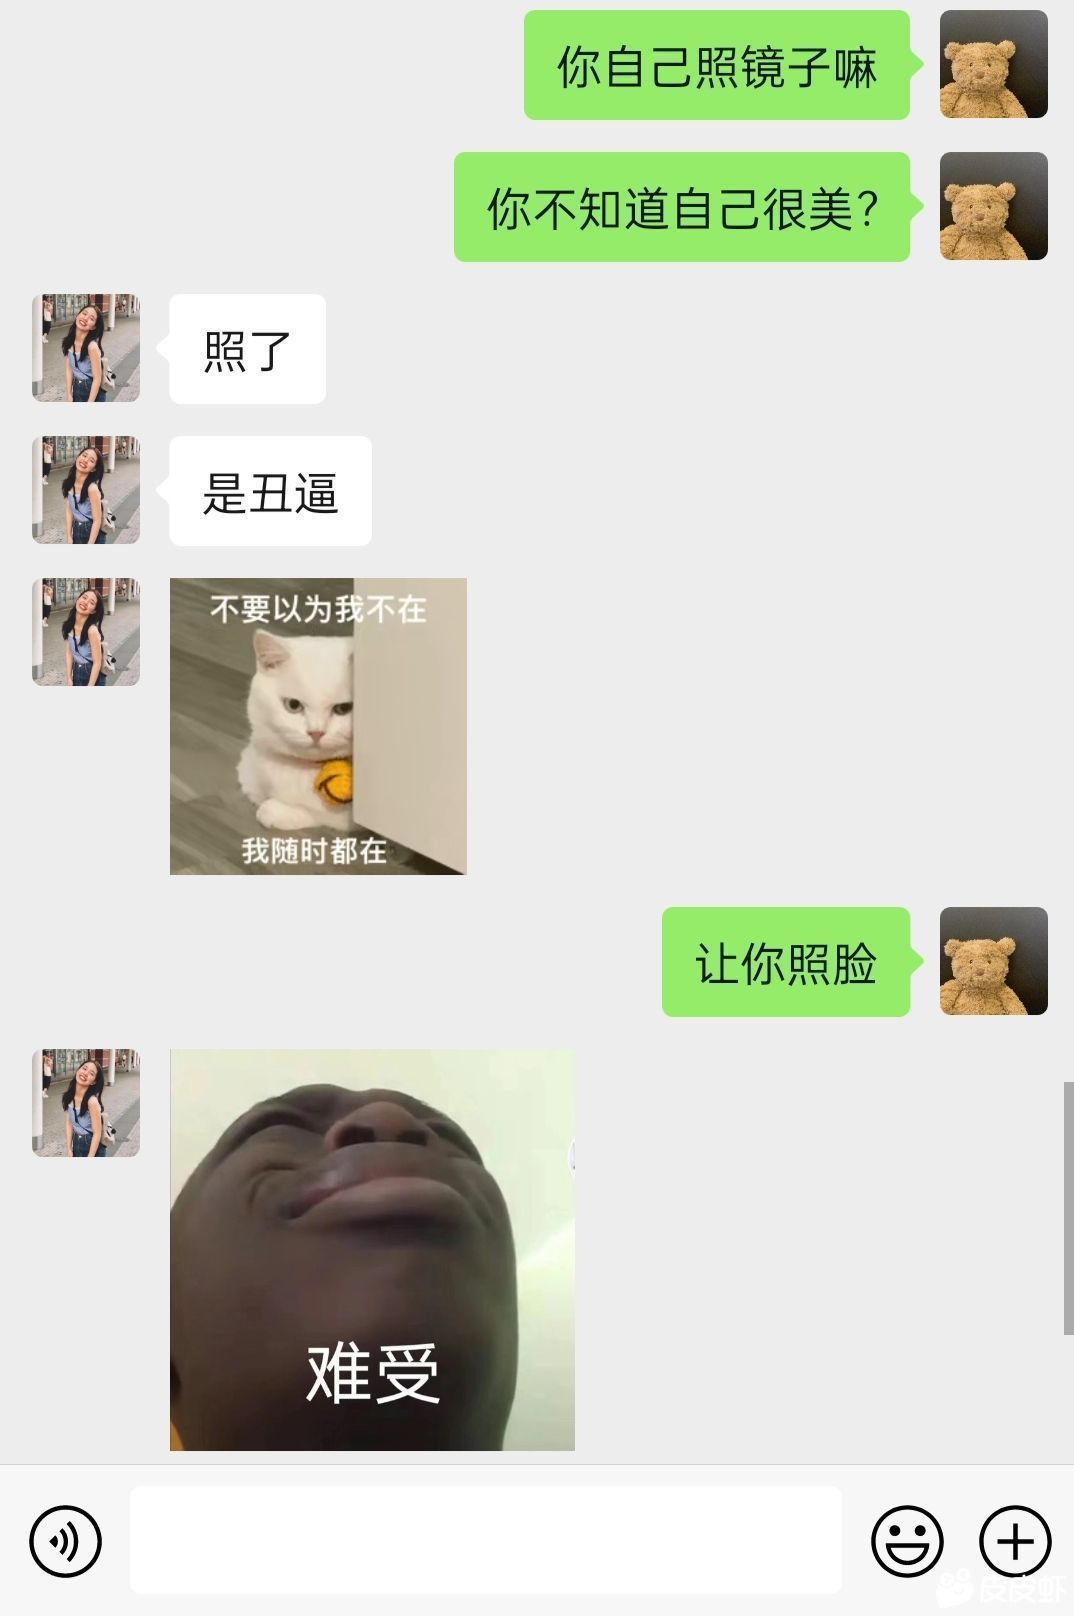 你自己照镜子嘛
你不知道自己很美？
照了
是丑逼
不要以为我不在
我随时都在
让你照脸
难受
皮皮虾